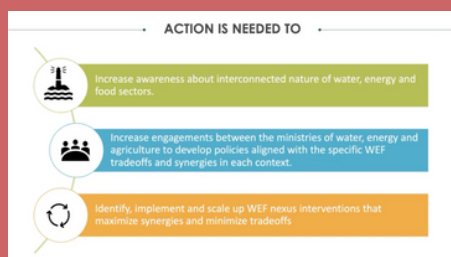 ACTION IS NEEDED TO
Increase awareness about interconnected nature of water, energy and
food sectors.
Increase engagements between the ministries of water, energy and
agriculture to develop policies aligned with the specific WEF
tradeoffs and synergies in each context.
Identify, implement and scale up WEF nexus interventions that
maximize synergies and minimize tradeoffs